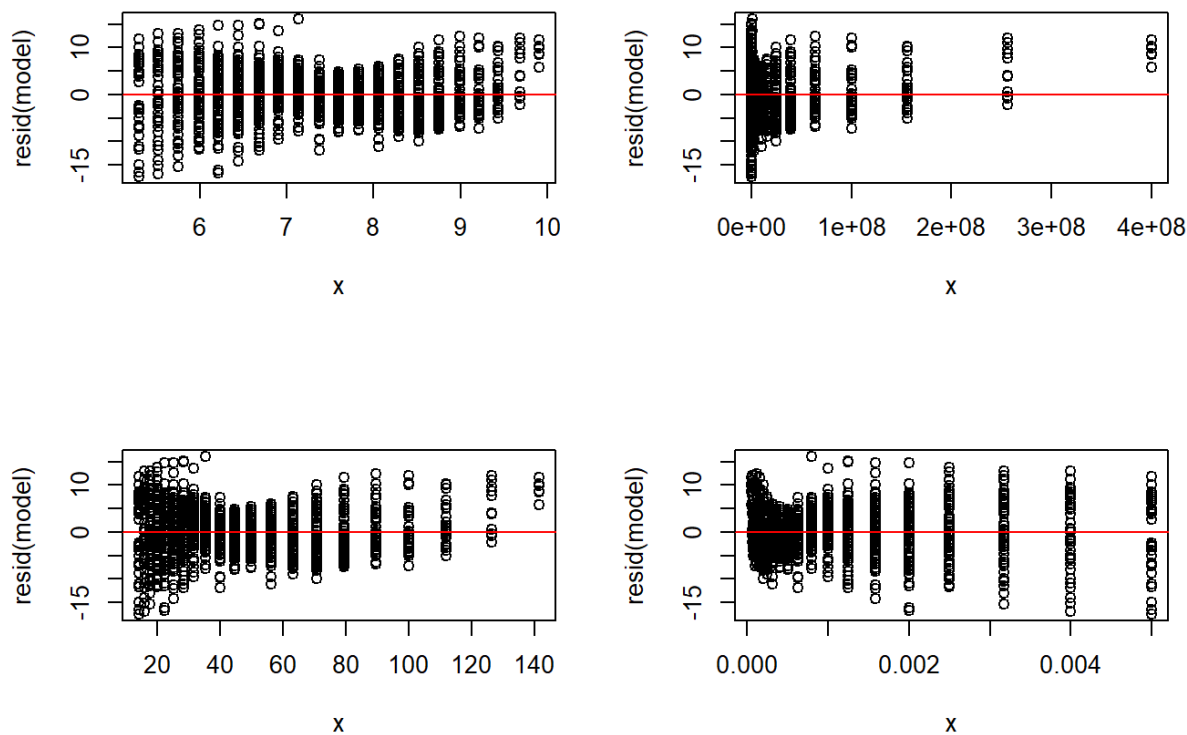 resid(model)
-15 0 10
6 7 8 9 10
x
resid(model)
-15 0 10
0e+00 1e+08 2e+08 3e+08 4e+08
x
resid(model)
-15 0 10
20 40 60 80 100 120 140
x
resid(model)
-15 0 10
0.000 0.002 0.004
x